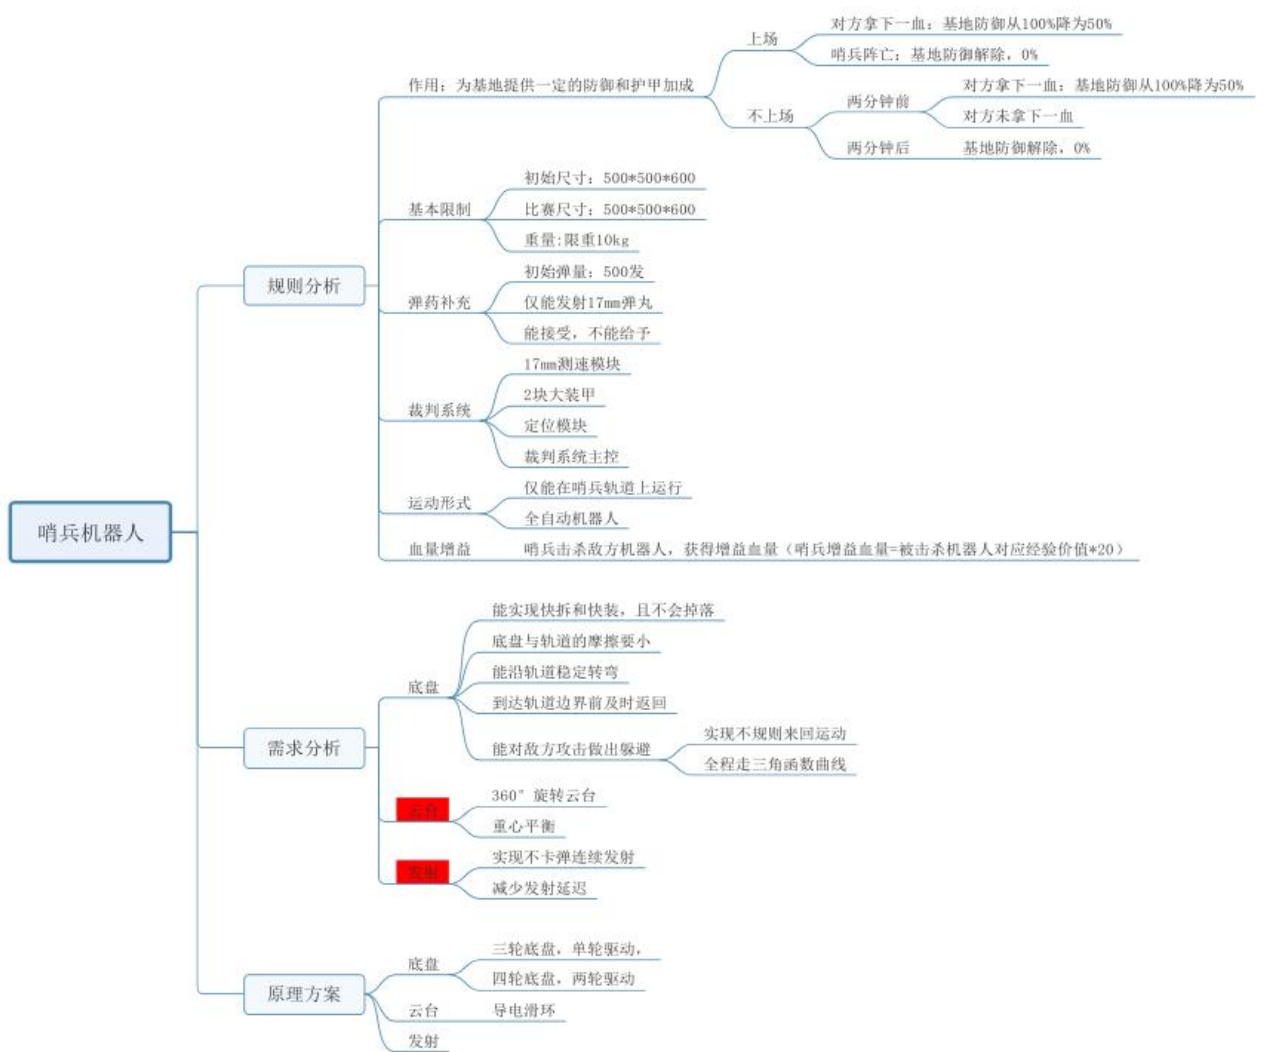 哨兵机器人
规则分析
作用：为基地提供一定的防御和护甲加成
上场
对方拿下一血：基地防御从100%降为50%
哨兵阵亡：基地防御解除，0%
不上场
两分钟前
对方拿下一血：基地防御从100%降为50%
对方未拿下一血
两分钟后
基地防御解除，0%
基本限制
初始尺寸：500*500*600
比赛尺寸：500*500*600
重量:限重10kg
弹药补充
初始弹量：500发
仅能发射17mm弹丸
能接受，不能给予
裁判系统
17mm测速模块
2块大装甲
定位模块
裁判系统主控
运动形式
仅能在哨兵轨道上运行
全自动机器人
血量增益
哨兵击杀敌方机器人，获得增益血量（哨兵增益血量=被击杀机器人对应经验价值*20）
需求分析
底盘
能实现快拆和快装，且不会掉落
底盘与轨道的摩擦要小
能沿轨道稳定转弯
到达轨道边界前及时返回
能对敌方攻击做出躲避
实现不规则来回运动
全程走三角函数曲线
云台
360°旋转云台
重心平衡
发射
实现不卡弹连续发射
减少发射延迟
原理方案
底盘
三轮底盘，单轮驱动，
四轮底盘，两轮驱动
云台
导电滑环
发射